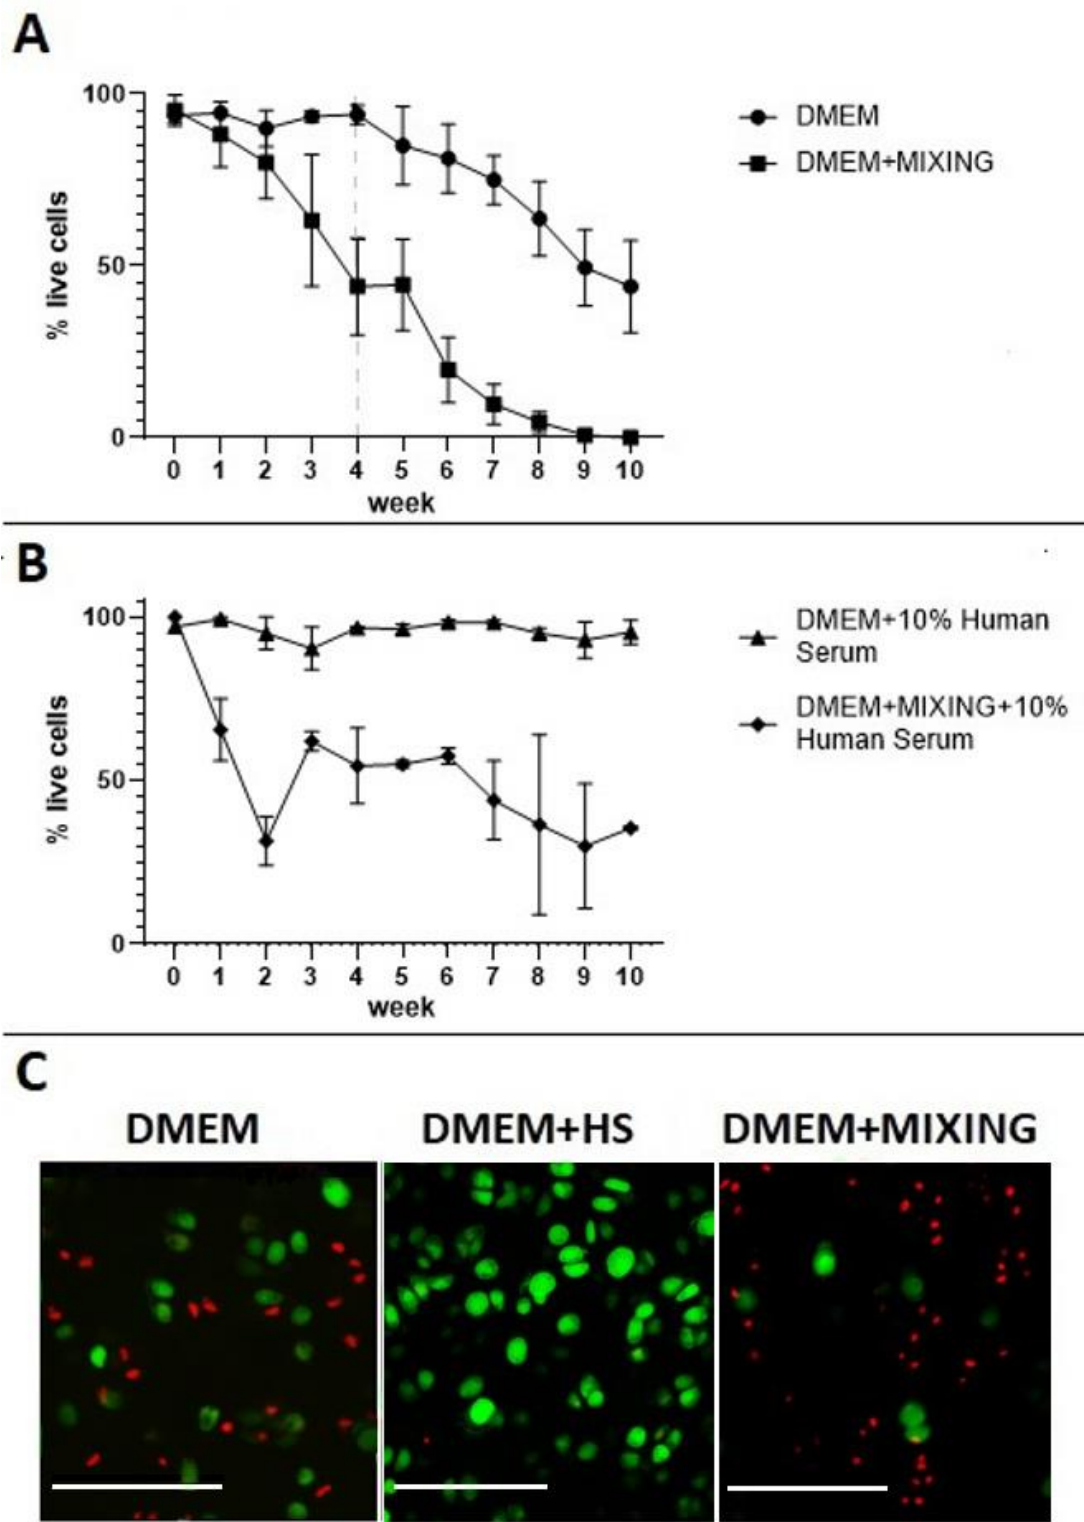 A
100
50
0
% live cells
0 1 2 3 4 5 6 7 8 9 10
week
DMEM
DMEM+MIXING
B
100
50
0
% live cells
0 1 2 3 4 5 6 7 8 9 10
week
DMEM+10% Human
Serum
DMEM+MIXING+10%
Human Serum
C
DMEM
DMEM+HS
DMEM+MIXING